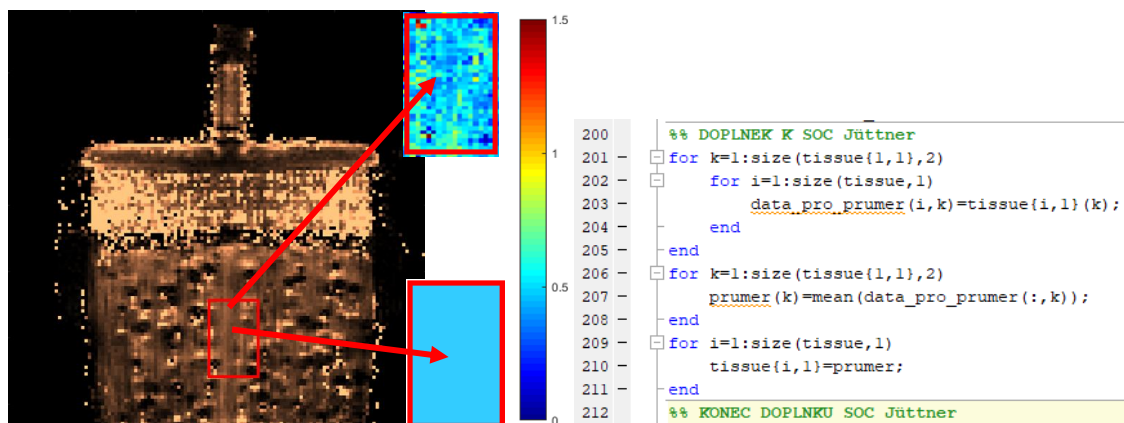 1.5
1
0.5
0
200 %% DOPLNEK K SOC Jüttner
201 for k=1:size(tissue{1,1},2)
202 for i=1:size(tissue,1)
203 data_pro_prumer(i,k)=tissue{i,1}(k);
204 end
205 end
206 for k=1:size(tissue{1,1},2)
207 prumer(k)=mean(data_pro_prumer(:,k));
208 end
209 for i=1:size(tissue,1)
210 tissue{i,1}=prumer;
211 end
212 %% KONEC DOPLNKU SOC Jüttner